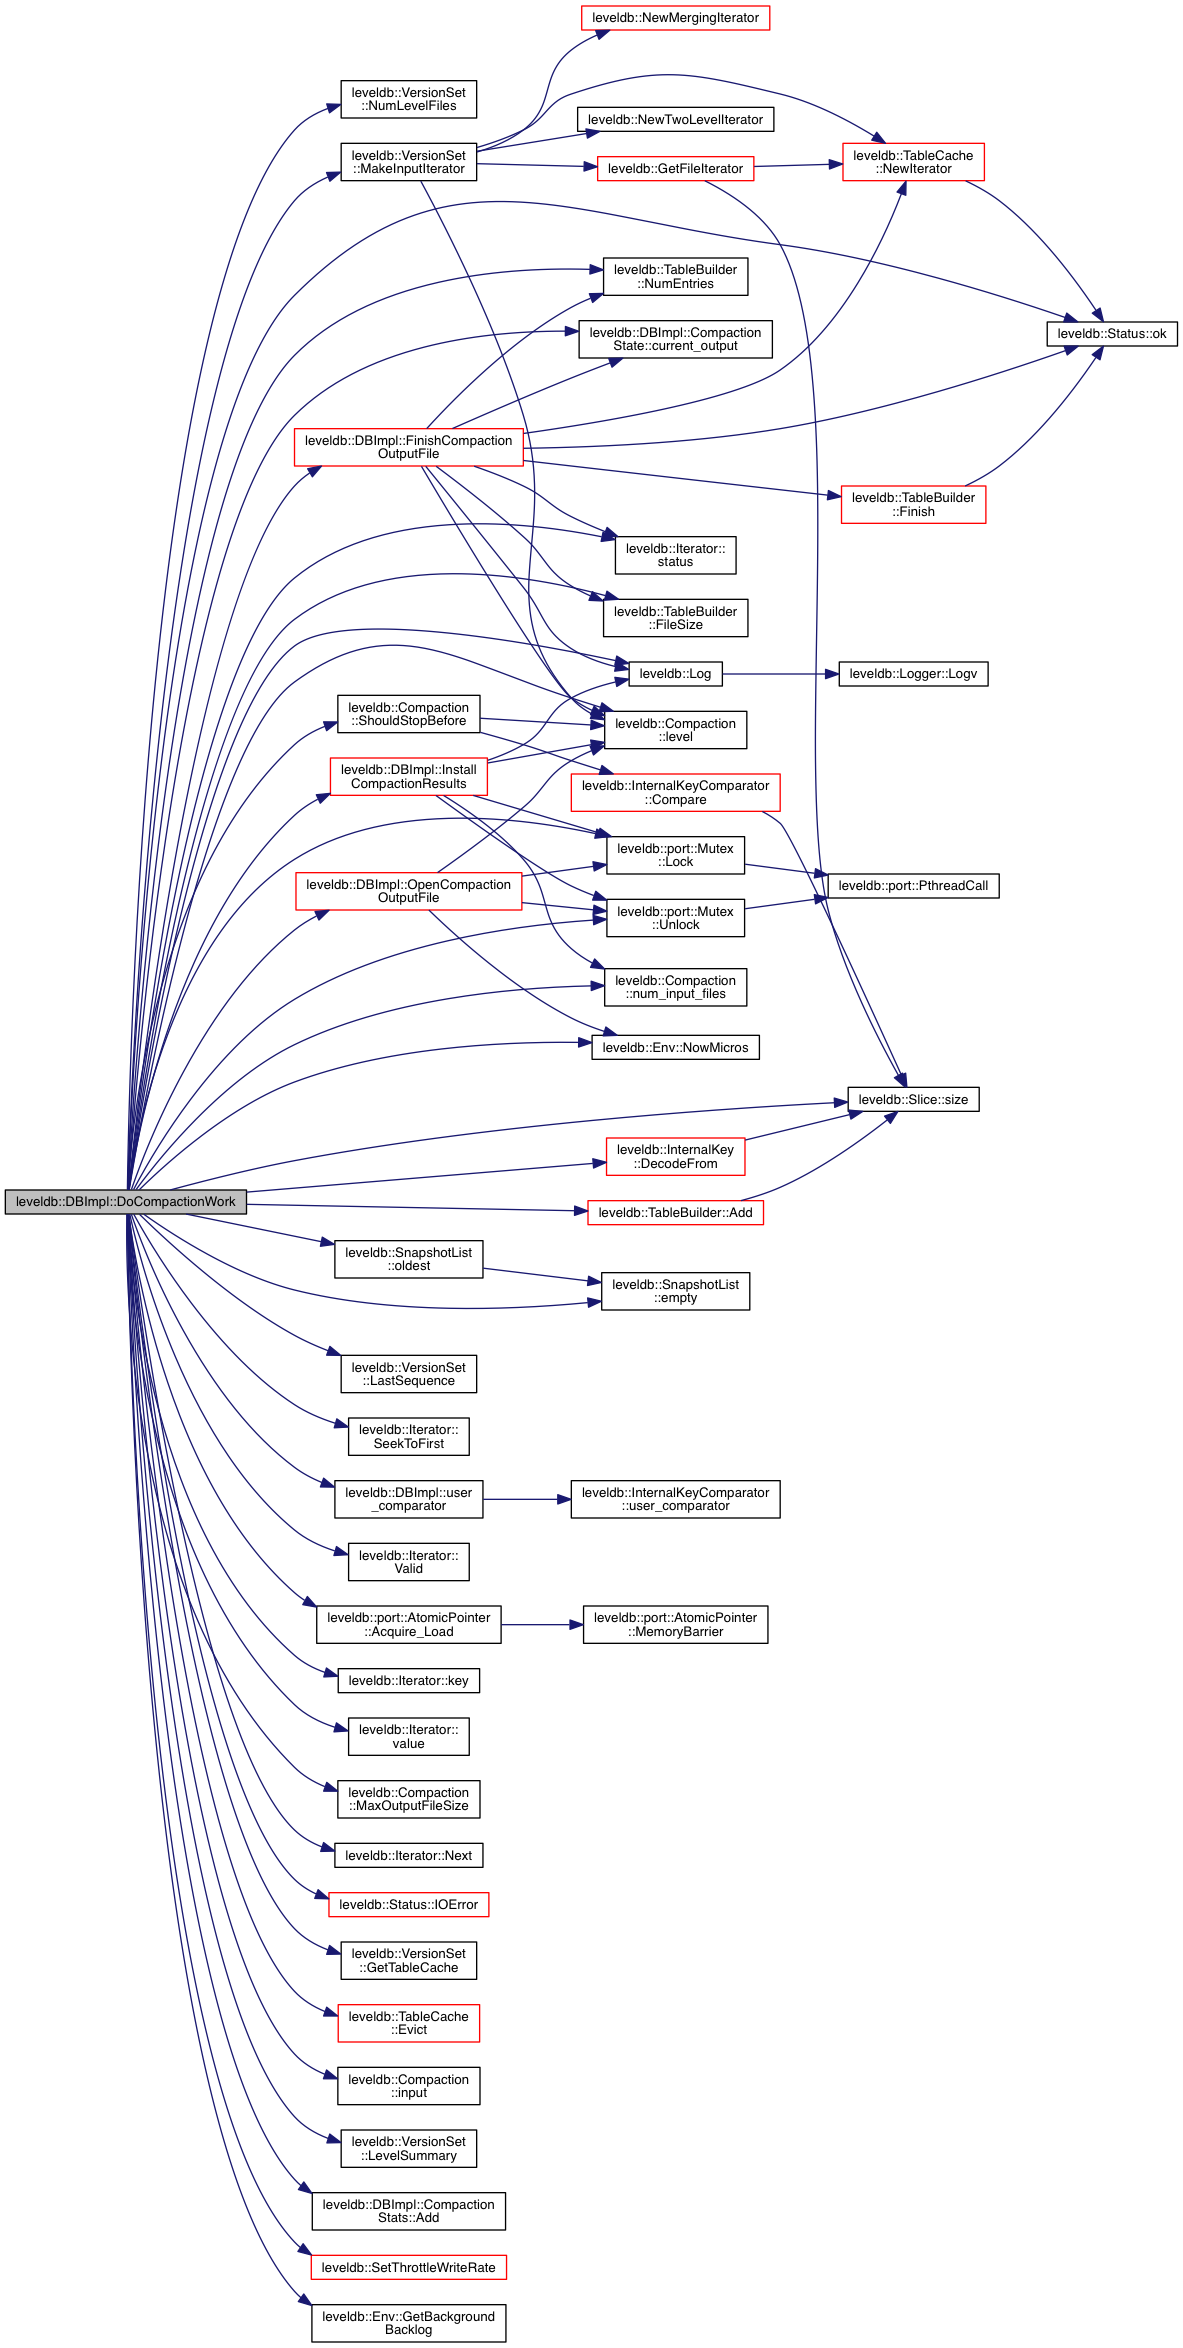 leveldb::NewMergingIterator
leveldb::VersionSet
::NumLevelFiles
leveldb::NewTwoLevelIterator
leveldb::VersionSet
::MakeInputIterator
leveldb::GetFileIterator
leveldb::TableCache
::NewIterator
leveldb::TableBuilder
::NumEntries
leveldb::DBImpl::Compaction
State::current_output
leveldb::Status::ok
leveldb::DBImpl::FinishCompaction
OutputFile
leveldb::TableBuilder
::Finish
leveldb::Iterator::
status
leveldb::TableBuilder
::FileSize
leveldb::Log
leveldb::Logger::Logv
leveldb::Compaction
::ShouldStopBefore
leveldb::Compaction
::level
leveldb::DBImpl::Install
CompactionResults
leveldb::InternalKeyComparator
::Compare
leveldb::port::Mutex
::Lock
leveldb::DBImpl::OpenCompaction
OutputFile
leveldb::port::PthreadCall
leveldb::port::Mutex
::Unlock
leveldb::Compaction
::num_input_files
leveldb::Env::NowMicros
leveldb::Slice::size
leveldb::InternalKey
::DecodeFrom
leveldb::DBImpl::DoCompactionWork
leveldb::TableBuilder::Add
leveldb::SnapshotList
::oldest
leveldb::SnapshotList
::empty
leveldb::VersionSet
::LastSequence
leveldb::Iterator::
SeekToFirst
leveldb::DBImpl::user
_comparator
leveldb::InternalKeyComparator
::user_comparator
leveldb::Iterator::
Valid
leveldb::port::AtomicPointer
::Acquire_Load
leveldb::port::AtomicPointer
::MemoryBarrier
leveldb::Iterator::key
leveldb::Iterator::
value
leveldb::Compaction
::MaxOutputFileSize
leveldb::Iterator::Next
leveldb::Status::IOError
leveldb::VersionSet
::GetTableCache
leveldb::TableCache
::Evict
leveldb::Compaction
::input
leveldb::VersionSet
::LevelSummary
leveldb::DBImpl::Compaction
Stats::Add
leveldb::SetThrottleWriteRate
leveldb::Env::GetBackground
Backlog